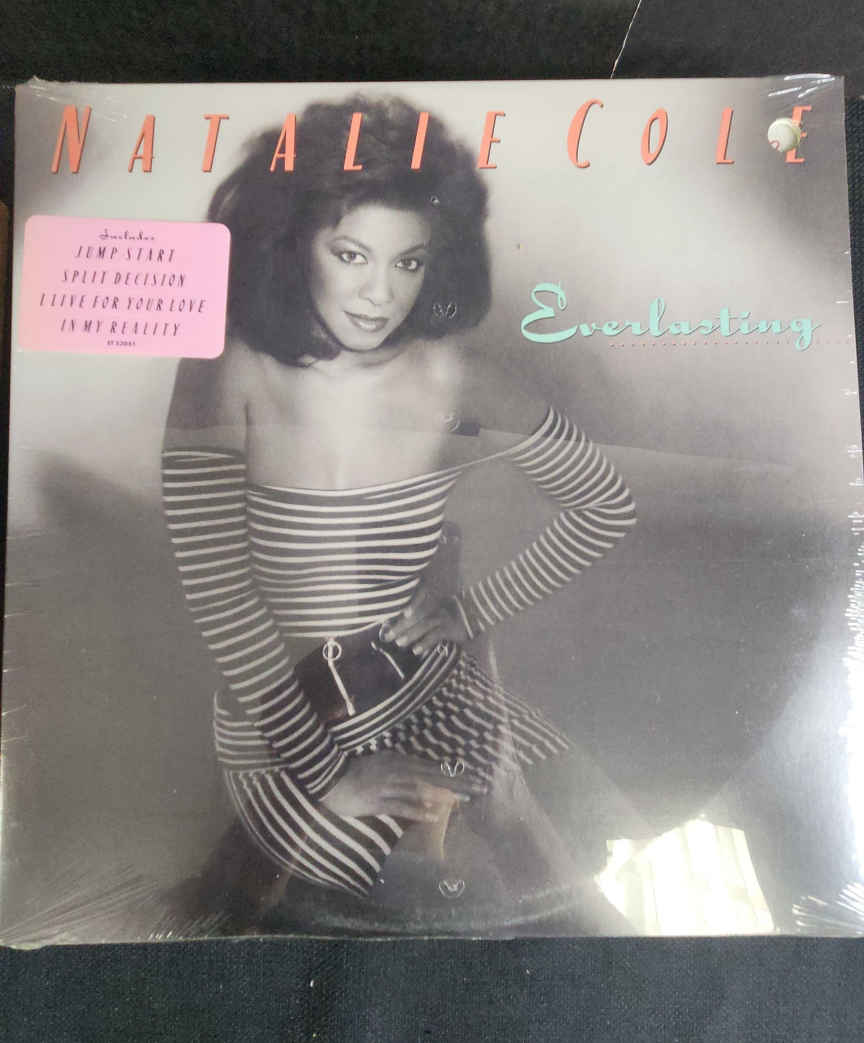 NATALIE COLE
Includes
JUMP START
SPLIT DECISION
I LIVE FOR YOUR LOVE
IN MY REALITY
Everlasting